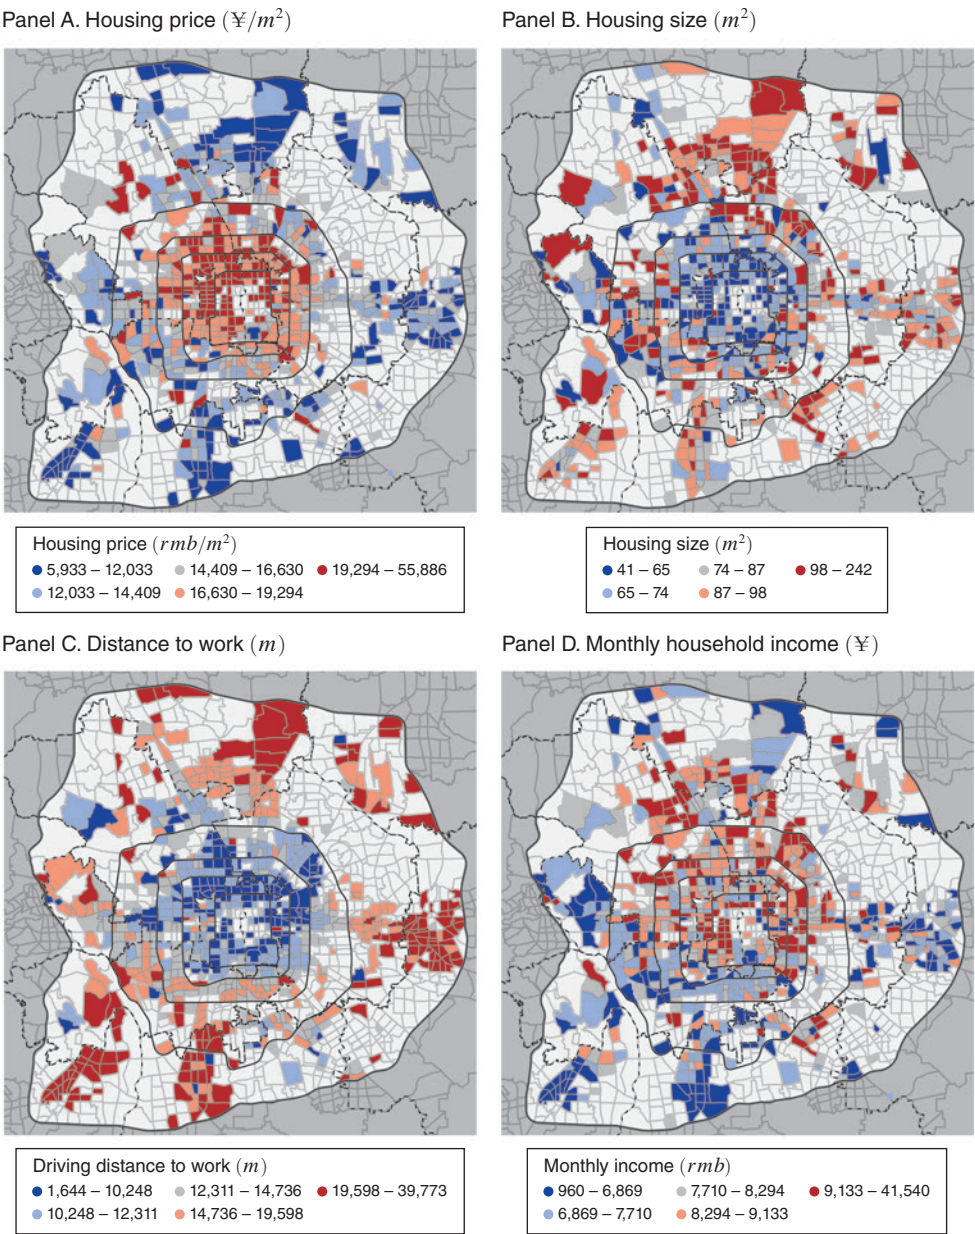 Panel A. Housing price (¥/m²)
Panel B. Housing size (m²)
Housing price (rmb/m²)
5,933 – 12,033 14,409 – 16,630 19,294 – 55,886
12,033 – 14,409 16,630 – 19,294
Housing size (m²)
41 – 65 74 – 87 98 – 242
65 – 74 87 – 98
Panel C. Distance to work (m)
Panel D. Monthly household income (¥)
Driving distance to work (m)
1,644 – 10,248 12,311 – 14,736 19,598 – 39,773
10,248 – 12,311 14,736 – 19,598
Monthly income (rmb)
960 – 6,869 7,710 – 8,294 9,133 – 41,540
6,869 – 7,710 8,294 – 9,133